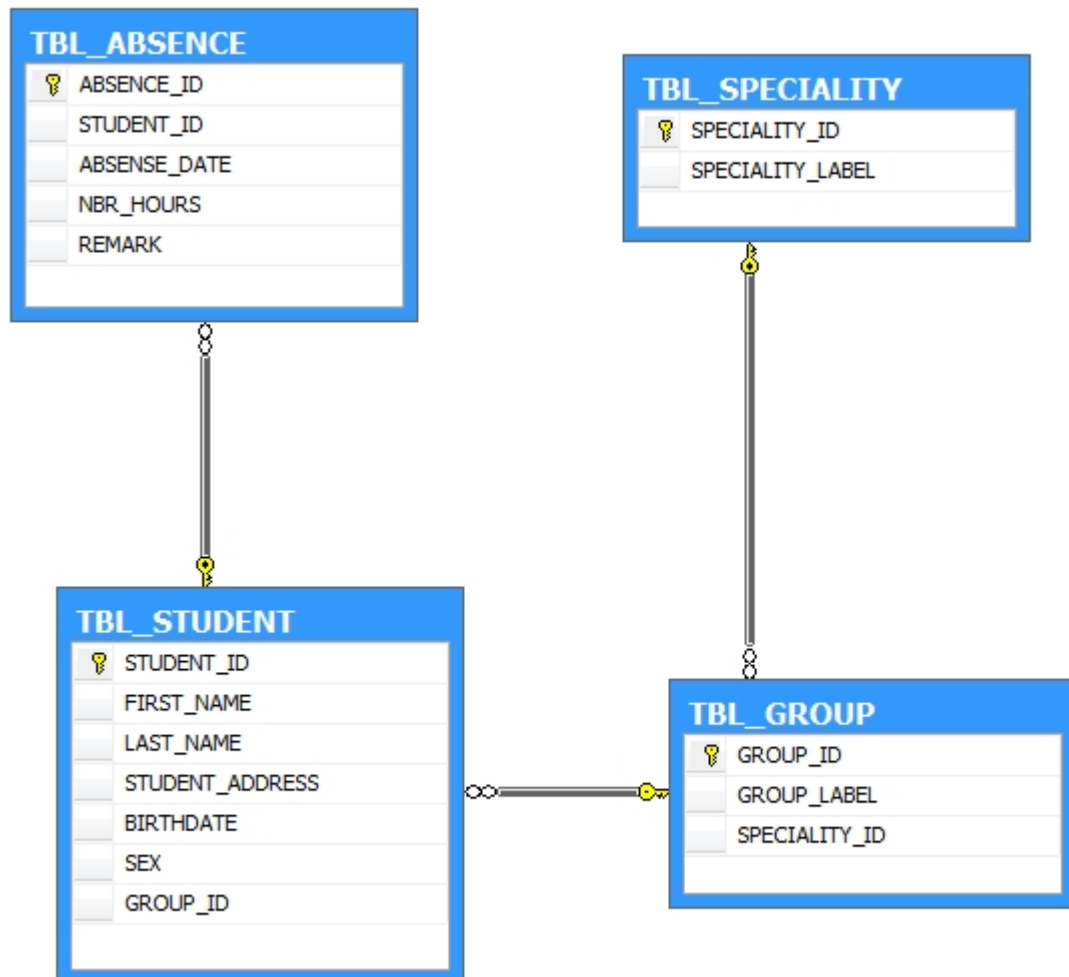 TBL_ABSENCE
ABSENCE_ID
STUDENT_ID
ABSENSE_DATE
NBR_HOURS
REMARK
TBL_SPECIALITY
SPECIALITY_ID
SPECIALITY_LABEL
TBL_STUDENT
STUDENT_ID
FIRST_NAME
LAST_NAME
STUDENT_ADDRESS
BIRTHDATE
SEX
GROUP_ID
TBL_GROUP
GROUP_ID
GROUP_LABEL
SPECIALITY_ID